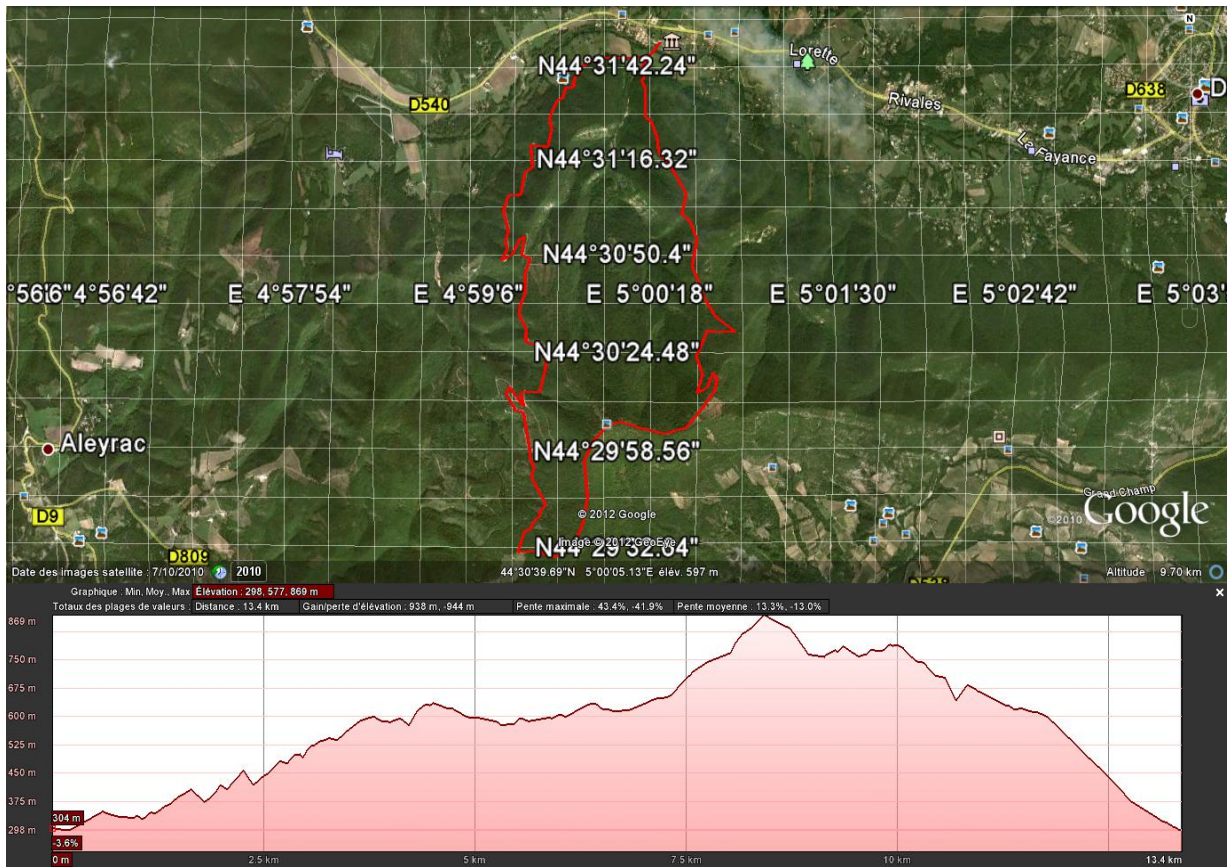 N
Lorette
N44°31'42.24"
D540
D638
D
Rivales
La Fayance
N44°31'16.32"
N44°30'50.4"
°56'6" 4°56'42" E 4°57'54" E 4°59'6" E 5°00'18" E 5°01'30" E 5°02'42" E 5°03'
N44°30'24.48"
Aleyrac
N44°29'58.56"
Grand Champ
D9
© 2012 Google
©2010 Google
Image © 2012 GeoEye
N44°29'32.64"
D809
D538
Date des images satellite : 7/10/2010 2010 44°30'39.69"N 5°00'05.13"E élév. 597 m Altitude 9.70 km
Graphique : Min, Moy., Max Élévation : 298, 577, 869 m
Totaux des plages de valeurs : Distance : 13.4 km Gain/perte d'élévation : 938 m, -944 m Pente maximale : 43.4%, -41.9% Pente moyenne : 13.3%, -13.0%
869 m
750 m
675 m
600 m
525 m
450 m
375 m
304 m
298 m
-3.6%
0 m 2.5 km 5 km 7.5 km 10 km 13.4 km